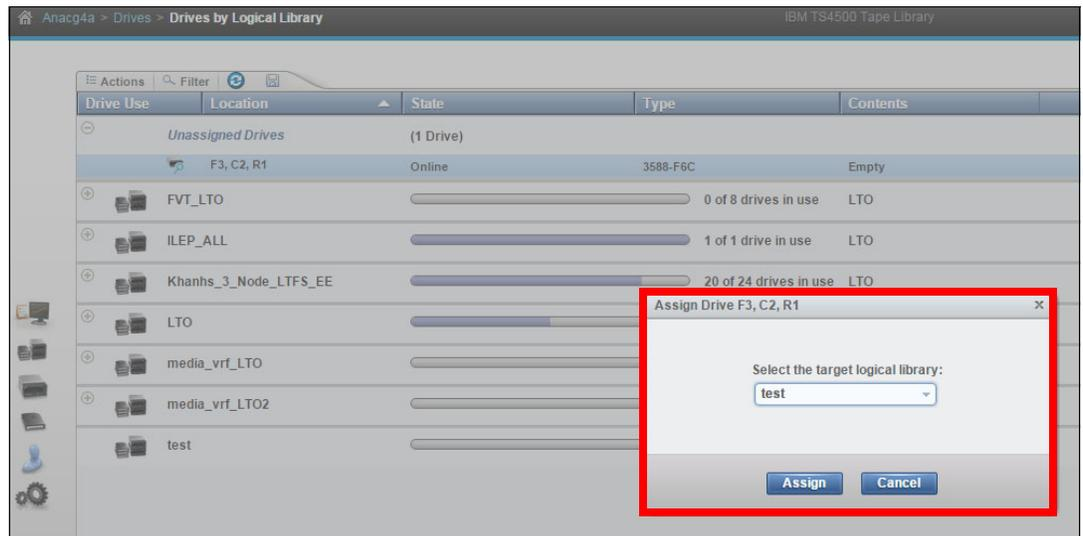 Anacg4a > Drives > Drives by Logical Library IBM TS4500 Tape Library
Actions Filter
Drive Use Location State Type Contents
Unassigned Drives (1 Drive)
F3, C2, R1 Online 3588-F6C Empty
FVT_LTO 0 of 8 drives in use LTO
ILEP_ALL 1 of 1 drive in use LTO
Khanhs_3_Node_LTFS_EE 20 of 24 drives in use LTO
LTO
media_vrf_LTO
media_vrf_LTO2
test
Assign Drive F3, C2, R1 x
Select the target logical library:
test
Assign Cancel